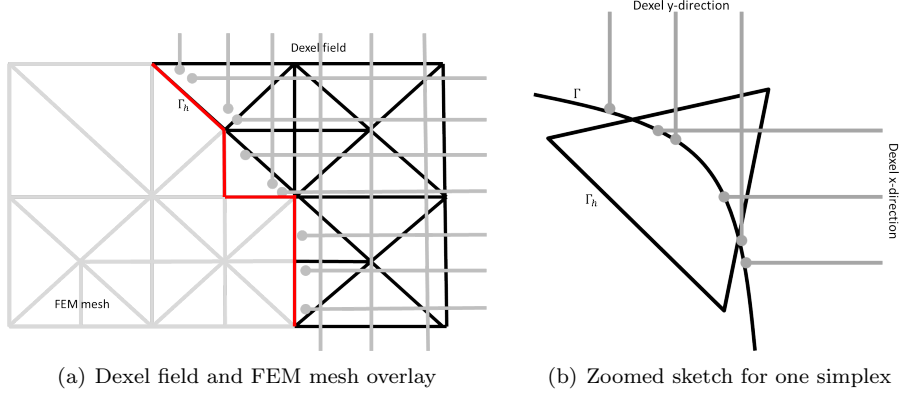 Dexel y-direction
Dexel field
Γ
Γh
Γh
Dexel x-direction
FEM mesh
(a) Dexel field and FEM mesh overlay
(b) Zoomed sketch for one simplex